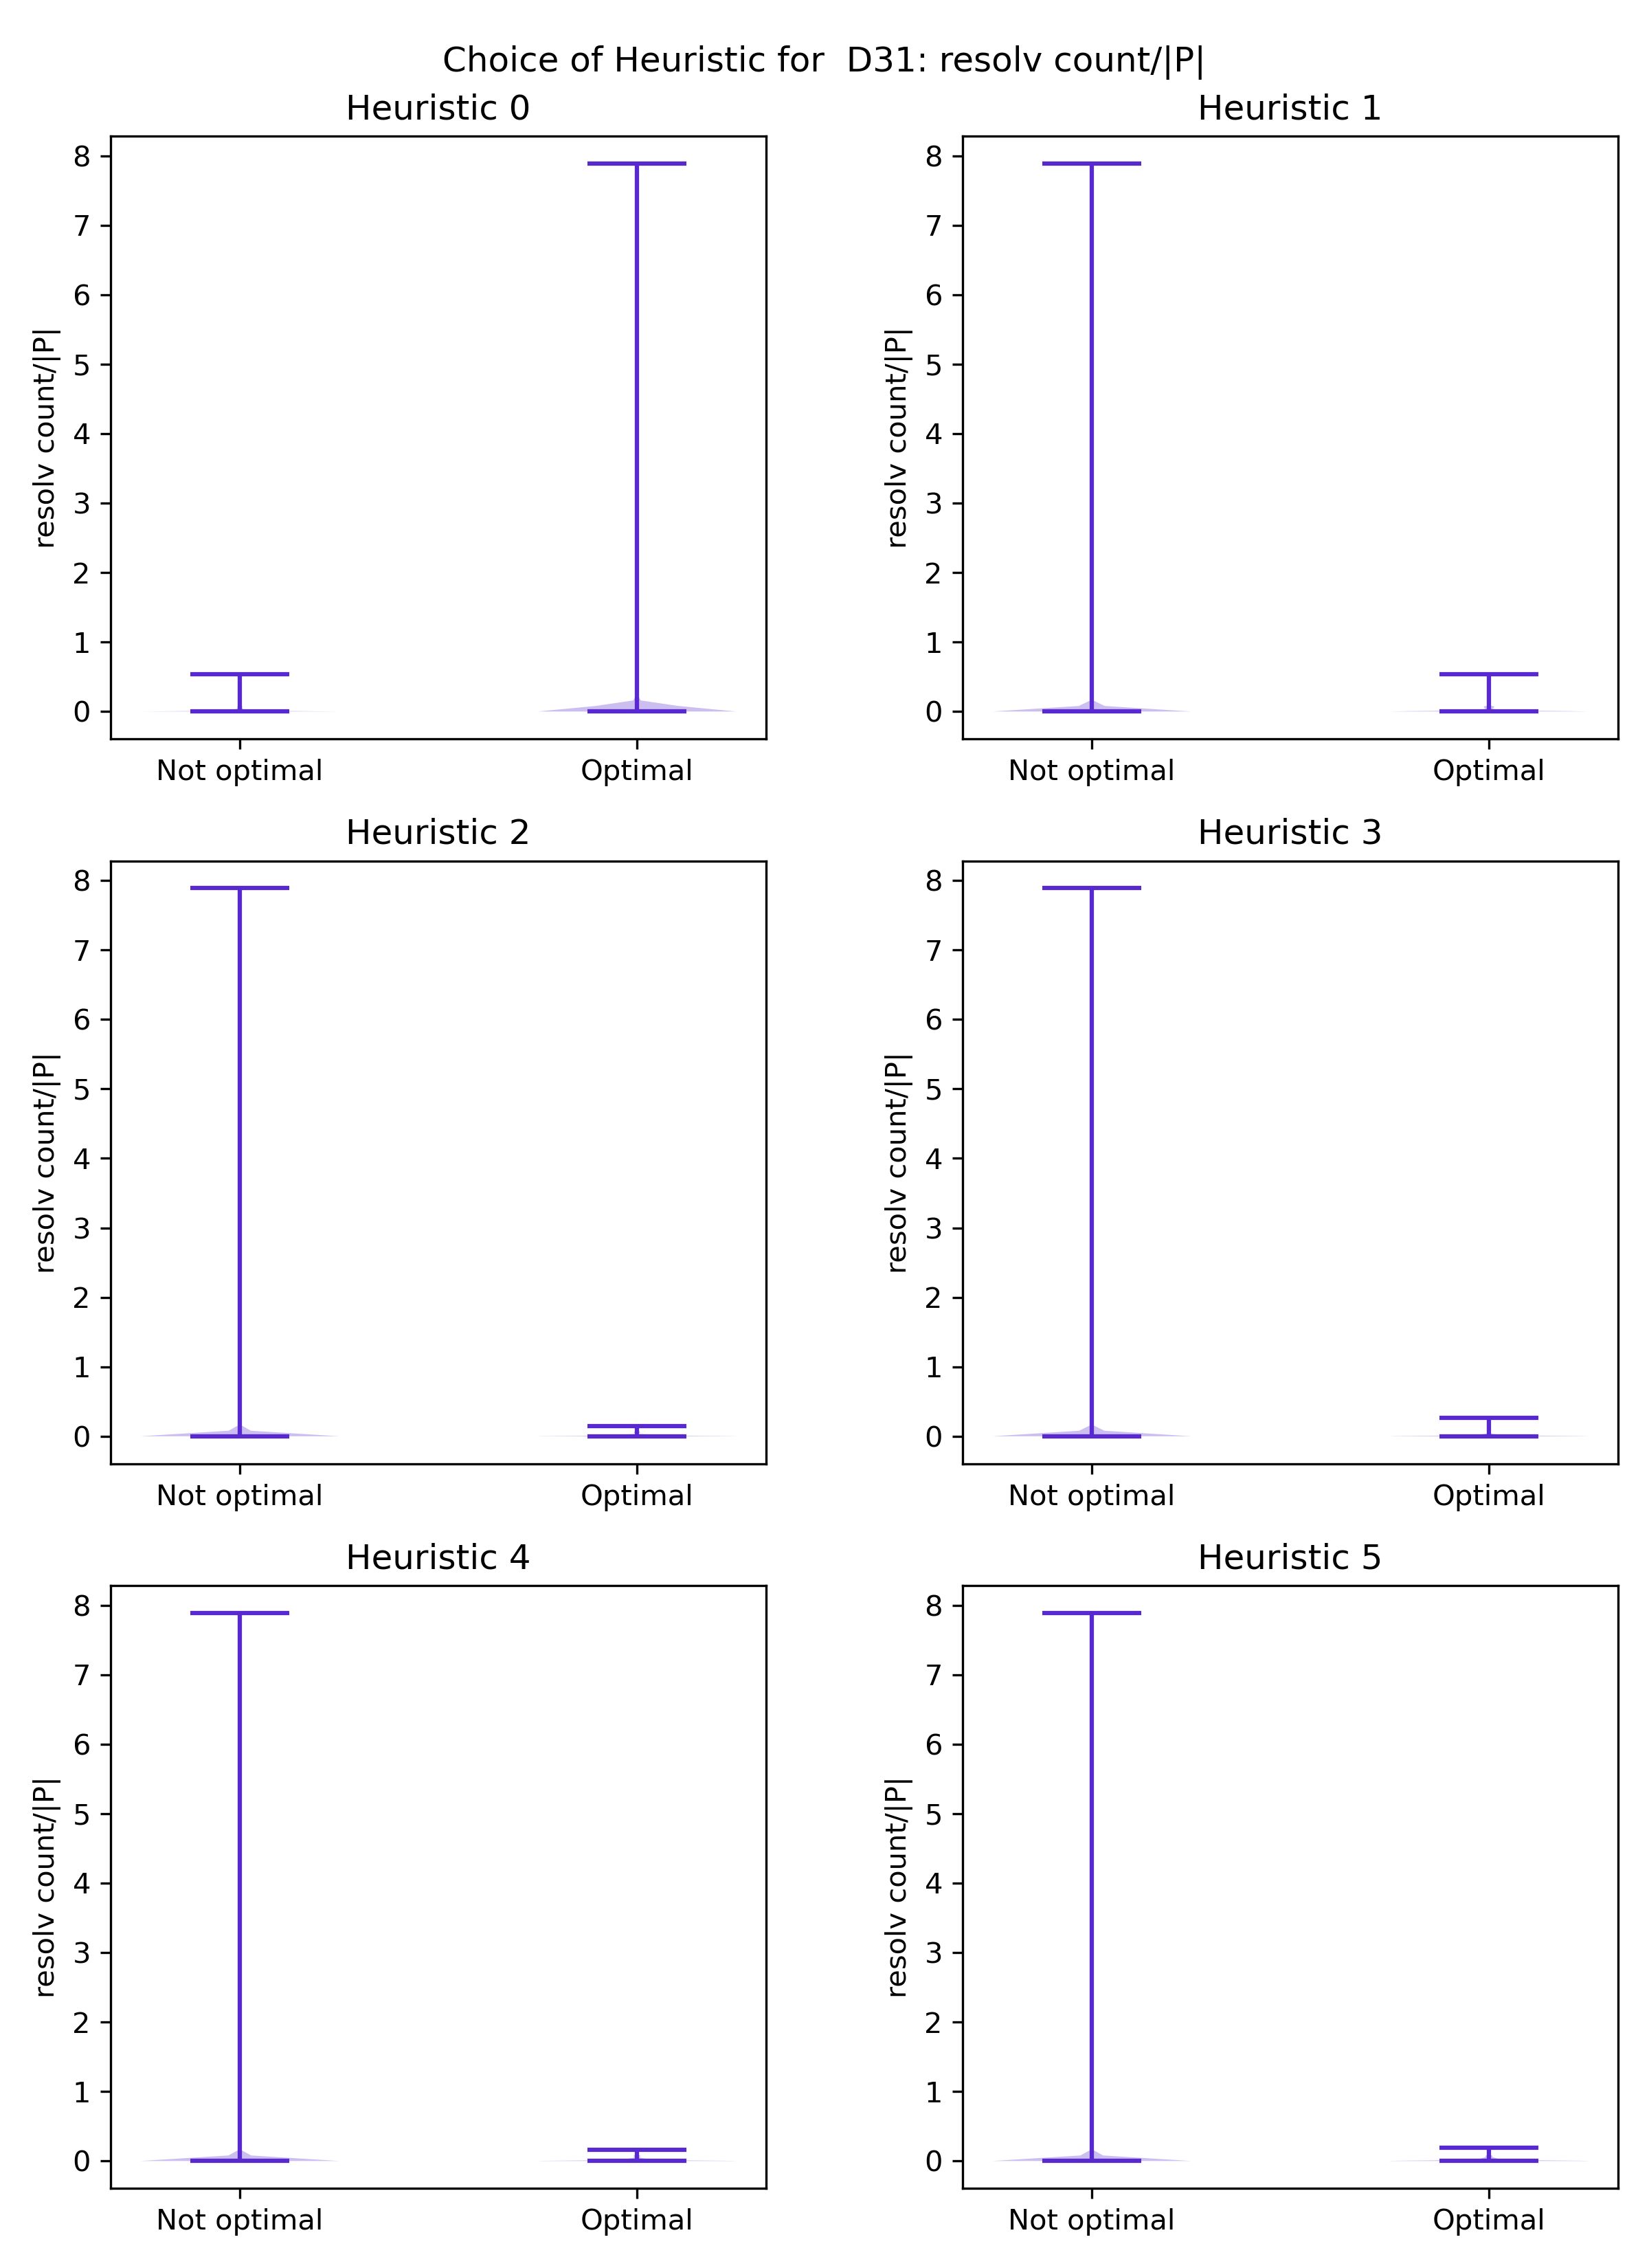 Choice of Heuristic for  D31: resolv count/|P|
Heuristic 0
8
7
6
5
4
3
2
1
0
resolv count/|P|
Not optimal
Optimal
Heuristic 1
8
7
6
5
4
3
2
1
0
resolv count/|P|
Not optimal
Optimal
Heuristic 2
8
7
6
5
4
3
2
1
0
resolv count/|P|
Not optimal
Optimal
Heuristic 3
8
7
6
5
4
3
2
1
0
resolv count/|P|
Not optimal
Optimal
Heuristic 4
8
7
6
5
4
3
2
1
0
resolv count/|P|
Not optimal
Optimal
Heuristic 5
8
7
6
5
4
3
2
1
0
resolv count/|P|
Not optimal
Optimal